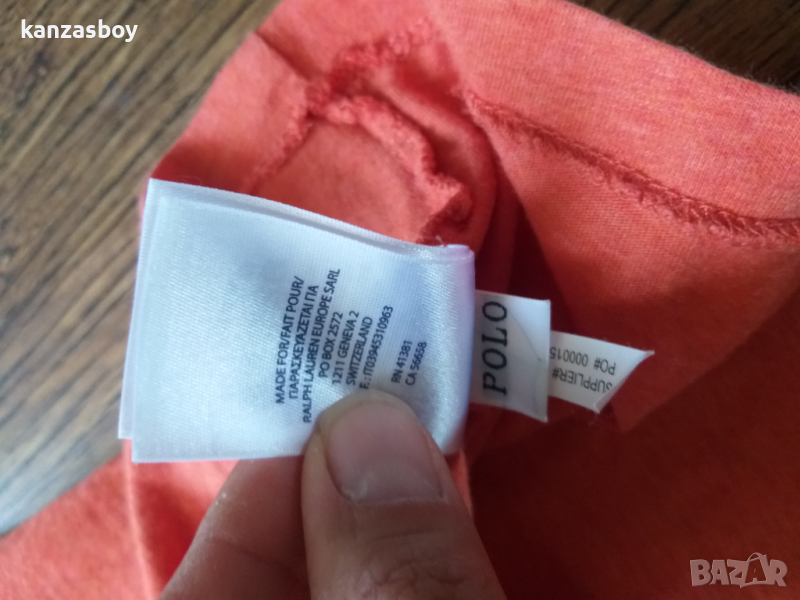 kanzasboy
MADE FOR/FAIT POUR/
ΠΑΡΑΣΚΕΥΑΖΕΤΑΙ ΓΙΑ
RALPH LAUREN EUROPE SARL
PO BOX 2572
1211 GENEVA 2
SWITZERLAND
F.: IT03945310963
RN 41381
CA 56658
POLO
SUPPLIER#
PO# 000015
BAZAR